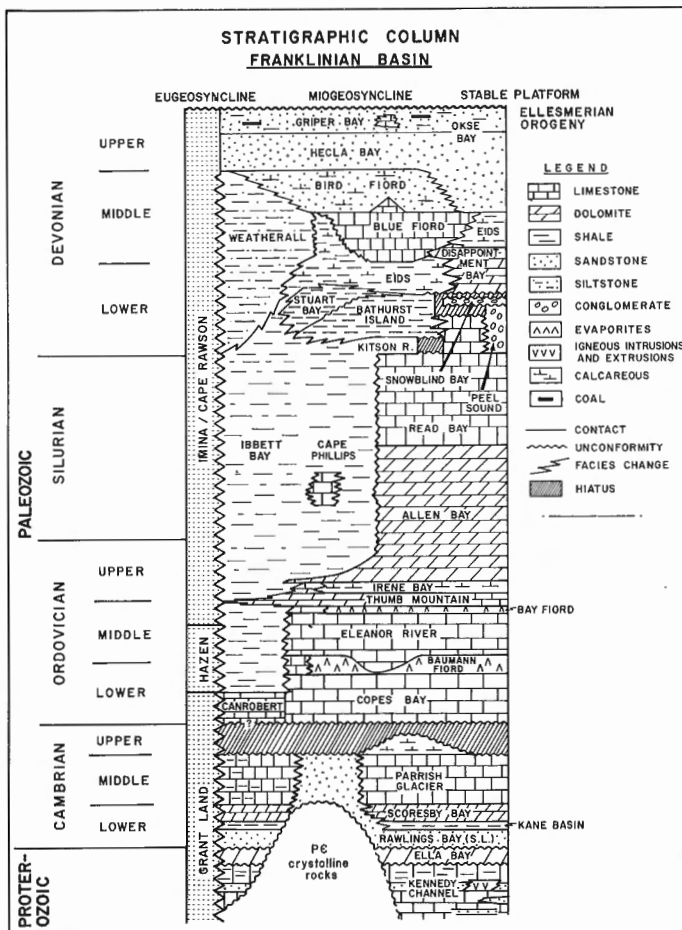 STRATIGRAPHIC COLUMN
FRANKLINIAN BASIN
EUGEOSYNCLINE
MIOGEOSYNCLINE
STABLE PLATFORM
ELLESMERIAN
OROGENY
PALEOZOIC
PROTER-
OZOIC
DEVONIAN
UPPER
MIDDLE
LOWER
SILURIAN
ORDOVICIAN
UPPER
MIDDLE
LOWER
CAMBRIAN
UPPER
MIDDLE
LOWER
IMINA / CAPE RAWSON
HAZEN
GRANT LAND
GRIPER BAY
OKSE
BAY
HECLA BAY
BIRD FIORD
WEATHERALL
BLUE FIORD
EIDS
DISAPPOINT-
MENT
BAY
EIDS
STUART
BAY
BATHURST
ISLAND
KITSON R.
SNOWBLIND BAY
PEEL
SOUND
READ BAY
IBBETT
BAY
CAPE
PHILLIPS
ALLEN BAY
IRENE BAY
THUMB MOUNTAIN
BAY FIORD
ELEANOR RIVER
BAUMANN
FIORD
CANROBERT
COPES BAY
??
PARRISH
GLACIER
SCORESBY BAY
KANE BASIN
RAWLINGS BAY (S.L.)
ELLA BAY
P€
crystalline
rocks
KENNEDY
CHANNEL
LEGEND
LIMESTONE
DOLOMITE
SHALE
SANDSTONE
SILTSTONE
CONGLOMERATE
EVAPORITES
IGNEOUS INTRUSIONS
AND EXTRUSIONS
CALCAREOUS
COAL
CONTACT
UNCONFORMITY
FACIES CHANGE
HIATUS